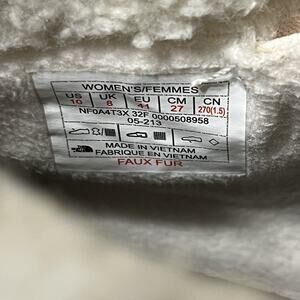 WOMEN'S/FEMMES
US UK EU CM CN
10 8 41 27 270(1.5)
NF0A4T3X 32F 0000508958
05-213
MADE IN VIETNAM
FABRIQUE EN VIETNAM
FAUX FUR